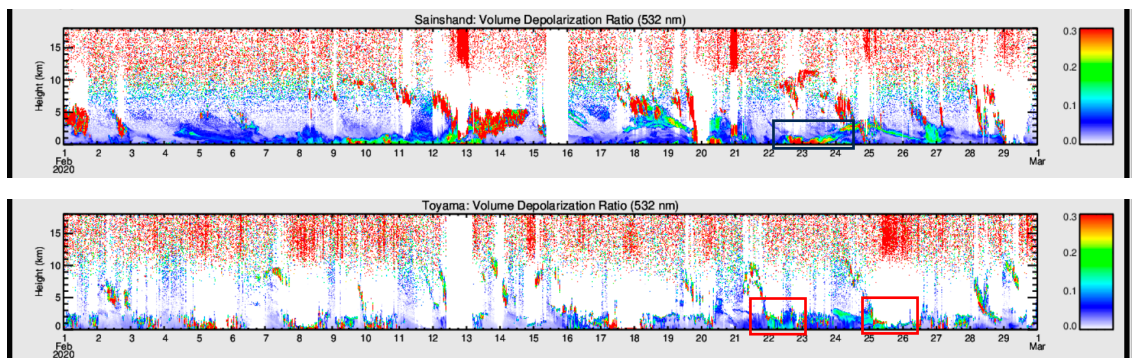 Sainshand: Volume Depolarization Ratio (532 nm)
Height (km)
15
10
5
0
1 2 3 4 5 6 7 8 9 10 11 12 13 14 15 16 17 18 19 20 21 22 23 24 25 26 27 28 29 1
Feb Mar
2020
0.3
0.2
0.1
0.0
Toyama: Volume Depolarization Ratio (532 nm)
Height (km)
15
10
5
0
1 2 3 4 5 6 7 8 9 10 11 12 13 14 15 16 17 18 19 20 21 22 23 24 25 26 27 28 29 1
Feb Mar
2020
0.3
0.2
0.1
0.0